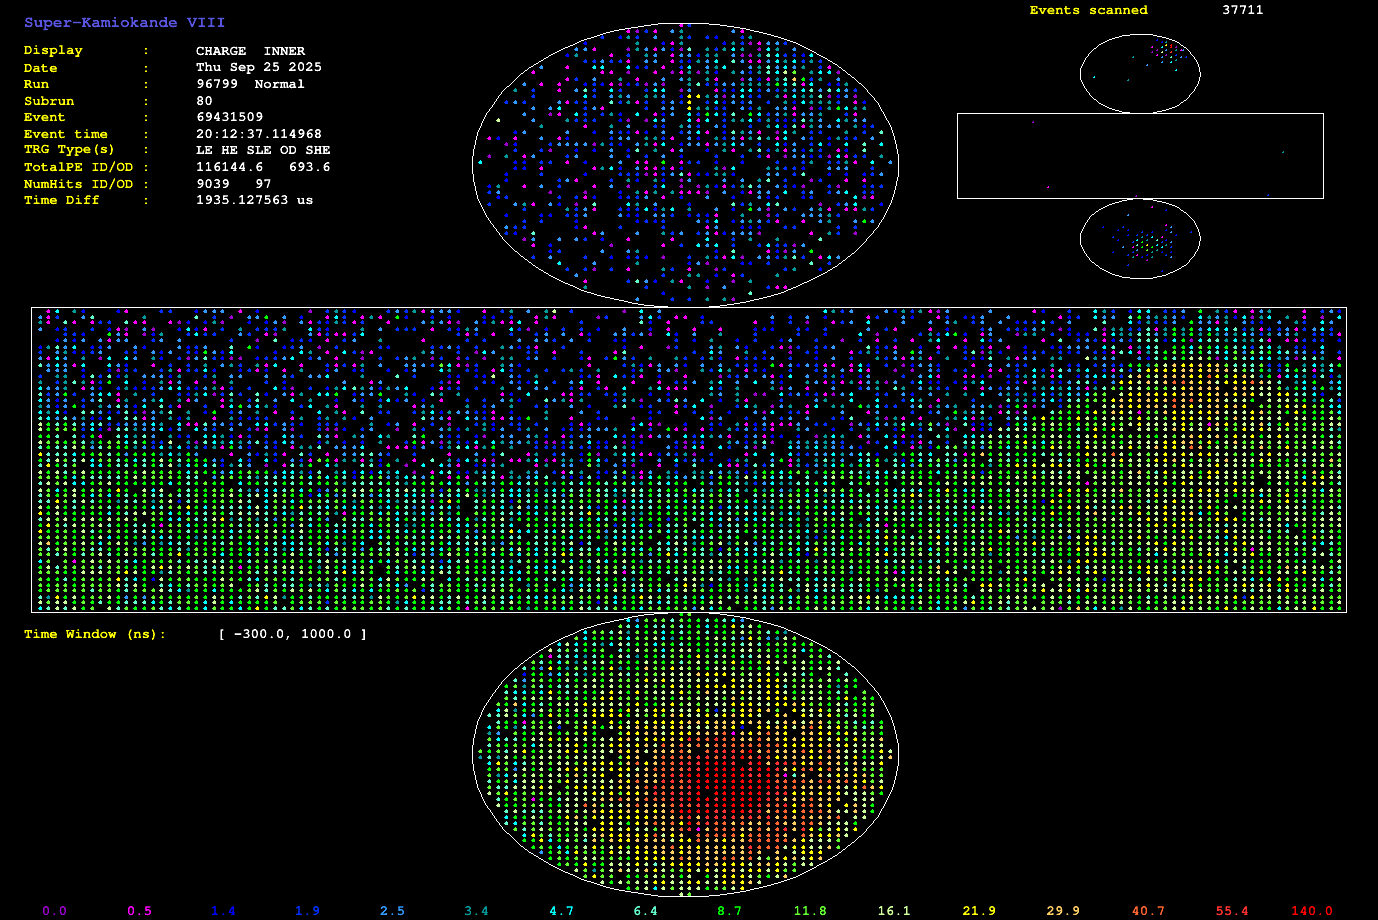 Super-Kamiokande VIII
Events scanned 37711
Display : CHARGE INNER
Date : Thu Sep 25 2025
Run : 96799 Normal
Subrun : 80
Event : 69431509
Event time : 20:12:37.114968
TRG Type(s) : LE HE SLE OD SHE
TotalPE ID/OD : 116144.6 693.6
NumHits ID/OD : 9039 97
Time Diff : 1935.127563 us
Time Window (ns): [ -300.0, 1000.0 ]
0.0 0.5 1.4 1.9 2.5 3.4 4.7 6.4 8.7 11.8 16.1 21.9 29.9 40.7 55.4 140.0